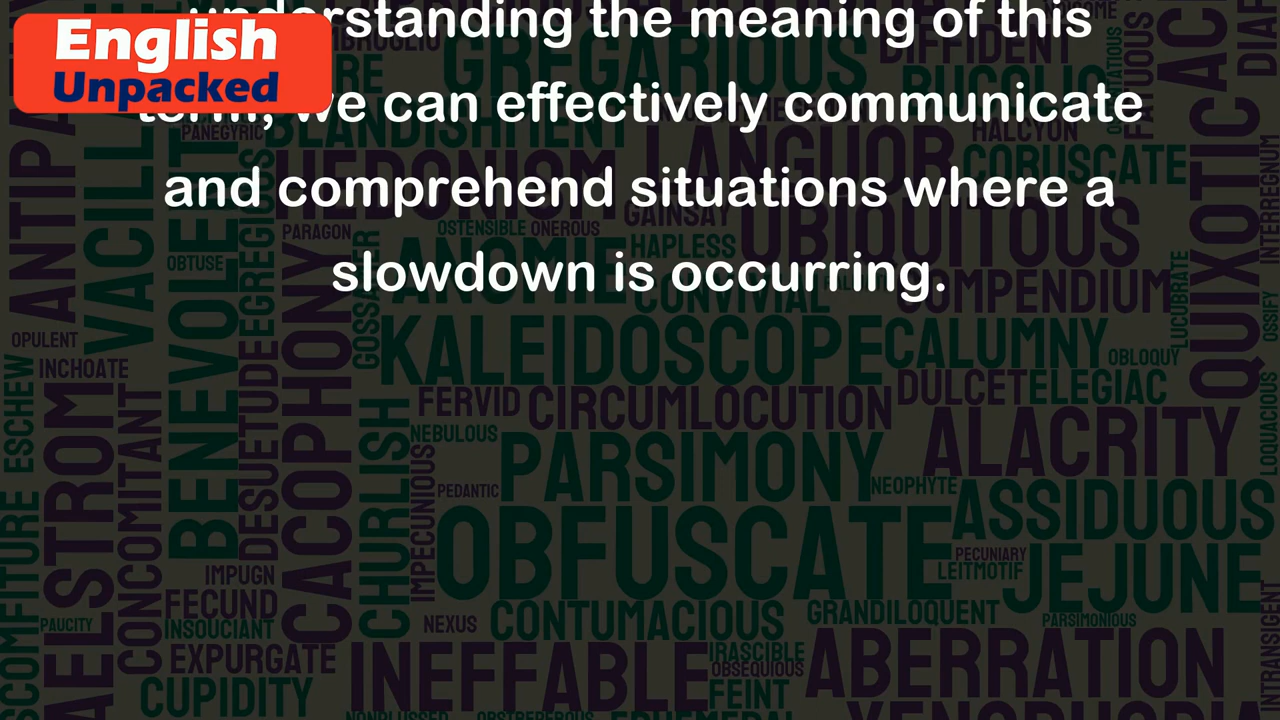 English
Unpacked
understanding the meaning of this
term, we can effectively communicate
and comprehend situations where a
slowdown is occurring.
GREGARIOUS
DIFFIDENT
BUCOLIC
PANEGYRIC
BLANDISHMENT
HALCYON
LANGUOR
CORUSCATE
HEDONISM
GAINSAY
UBIQUITOUS
QUIXOTIC
INTERREGNUM
PARAGON
OSTENSIBLE
ONEROUS
ANOMIE
HAPLESS
OBTUSE
EGREGIOUS
CONVIVIAL
COMPENDIUM
LUCUBRATE
OSSIFY
OPULENT
INCHOATE
ESCHEW
BENEVOLENT
DESUETUDE
CACOPHONY
KALEIDOSCOPE
CALUMNY
OBLOQUY
FERVID
CIRCUMLOCUTION
DULCET
ELEGIAC
NEBULOUS
PARSIMONY
ALACRITY
LOQUACIOUS
CONCOMITANT
CHURLISH
IMPECUNIOUS
PEDANTIC
NEOPHYTE
ASSIDUOUS
OBFUSCATE
PECUNIARY
LEITMOTIF
JEJUNE
IMPUGN
FECUND
PAUCITY
INSOUCIANT
NEXUS
CONTUMACIOUS
GRANDILOQUENT
PARSIMONIOUS
INTRANSIGENT
EXPURGATE
INEFFABLE
IRASCIBLE
OBSEQUIOUS
ABERRATION
CUPIDITY
FEINT